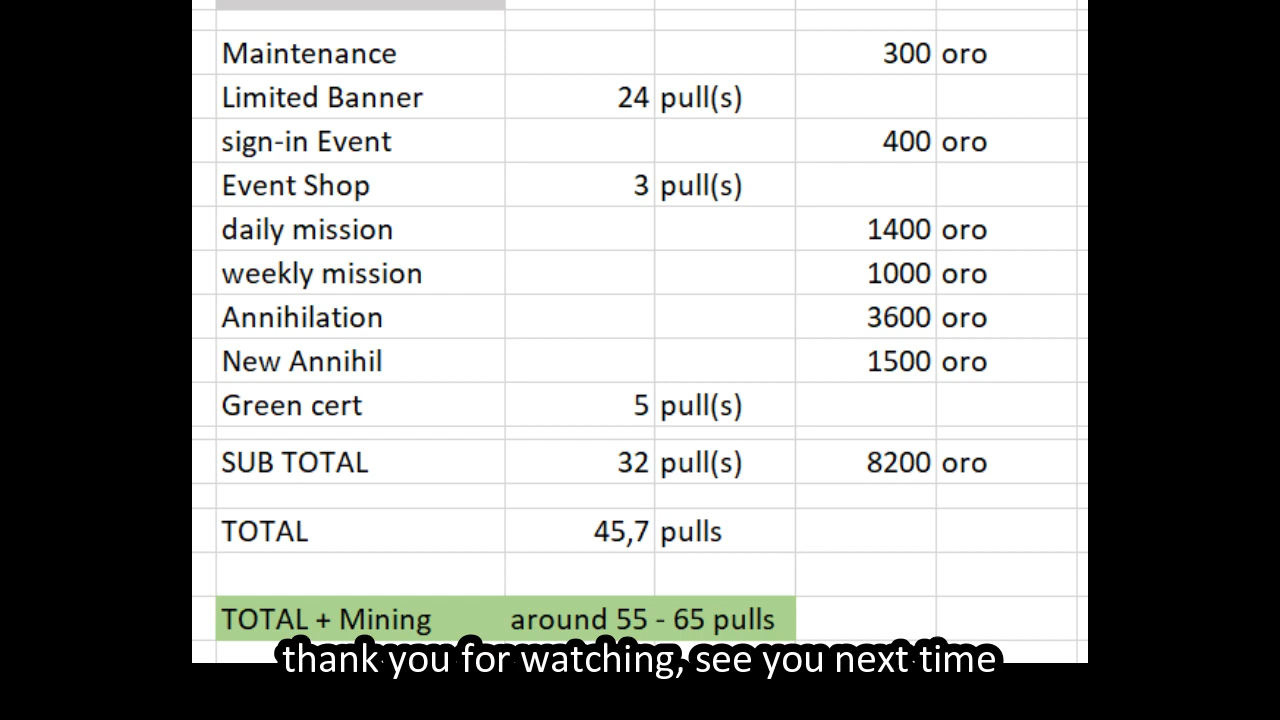 Maintenance 300 oro
Limited Banner 24 pull(s)
sign-in Event 400 oro
Event Shop 3 pull(s)
daily mission 1400 oro
weekly mission 1000 oro
Annihilation 3600 oro
New Annihil 1500 oro
Green cert 5 pull(s)
SUB TOTAL 32 pull(s) 8200 oro
TOTAL 45,7 pulls
TOTAL + Mining around 55 - 65 pulls
thank you for watching, see you next time